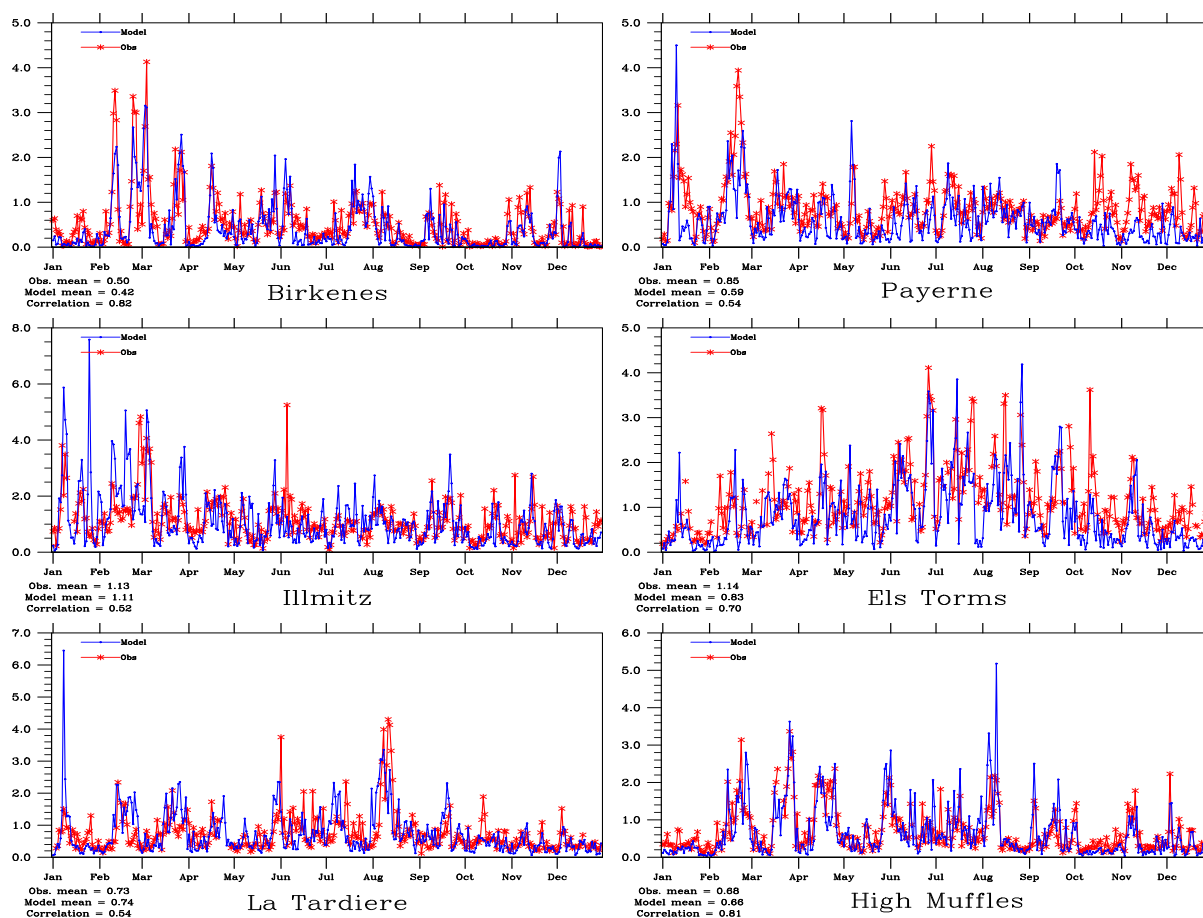 5.0
4.0
3.0
2.0
1.0
0.0
Model
Obs
Jan Feb Mar Apr May Jun Jul Aug Sep Oct Nov Dec
Obs. mean = 0.50
Model mean = 0.42
Correlation = 0.82
Birkenes
5.0
4.0
3.0
2.0
1.0
0.0
Model
Obs
Jan Feb Mar Apr May Jun Jul Aug Sep Oct Nov Dec
Obs. mean = 0.85
Model mean = 0.59
Correlation = 0.54
Payerne
8.0
6.0
4.0
2.0
0.0
Model
Obs
Jan Feb Mar Apr May Jun Jul Aug Sep Oct Nov Dec
Obs. mean = 1.13
Model mean = 1.11
Correlation = 0.52
Illmitz
5.0
4.0
3.0
2.0
1.0
0.0
Model
Obs
Jan Feb Mar Apr May Jun Jul Aug Sep Oct Nov Dec
Obs. mean = 1.14
Model mean = 0.83
Correlation = 0.70
Els Torms
7.0
6.0
5.0
4.0
3.0
2.0
1.0
0.0
Model
Obs
Jan Feb Mar Apr May Jun Jul Aug Sep Oct Nov Dec
Obs. mean = 0.73
Model mean = 0.74
Correlation = 0.54
La Tardiere
6.0
5.0
4.0
3.0
2.0
1.0
0.0
Model
Obs
Jan Feb Mar Apr May Jun Jul Aug Sep Oct Nov Dec
Obs. mean = 0.68
Model mean = 0.66
Correlation = 0.81
High Muffles